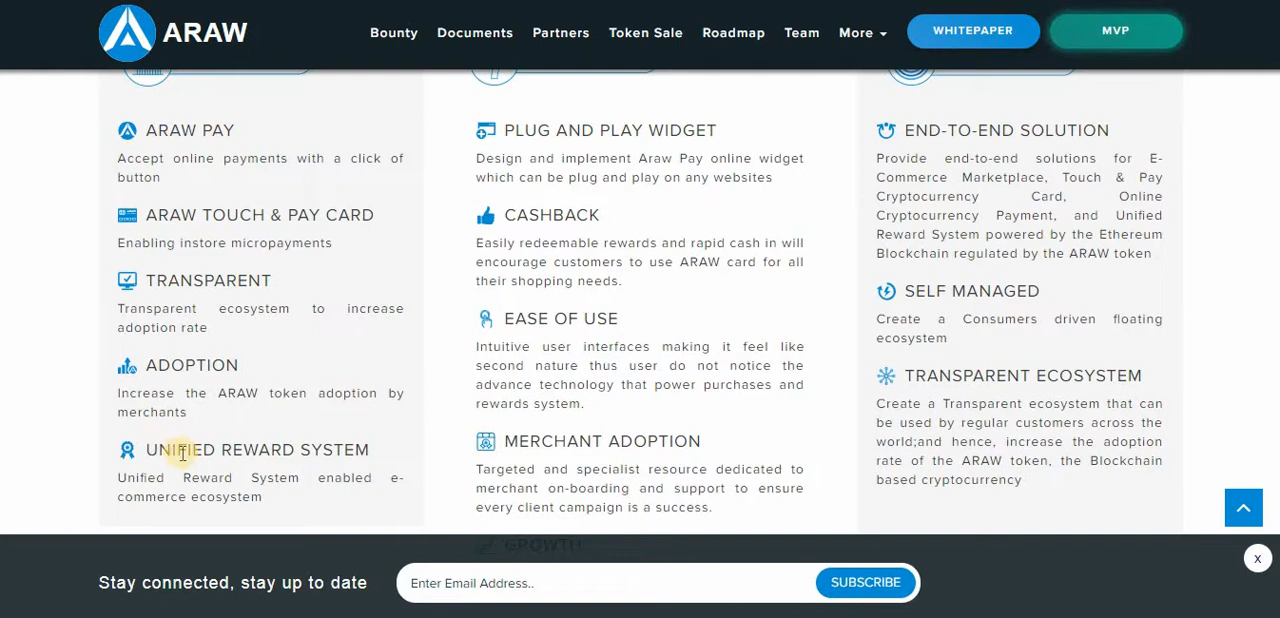 ARAW
Bounty Documents Partners Token Sale Roadmap Team More WHITEPAPER MVP
ARAW PAY
Accept online payments with a click of
button
ARAW TOUCH & PAY CARD
Enabling instore micropayments
TRANSPARENT
Transparent ecosystem to increase
adoption rate
ADOPTION
Increase the ARAW token adoption by
merchants
UNIFIED REWARD SYSTEM
Unified Reward System enabled e-
commerce ecosystem
PLUG AND PLAY WIDGET
Design and implement Araw Pay online widget
which can be plug and play on any websites
CASHBACK
Easily redeemable rewards and rapid cash in will
encourage customers to use ARAW card for all
their shopping needs.
EASE OF USE
Intuitive user interfaces making it feel like
second nature thus user do not notice the
advance technology that power purchases and
rewards system.
MERCHANT ADOPTION
Targeted and specialist resource dedicated to
merchant on-boarding and support to ensure
every client campaign is a success.
GROWTH
END-TO-END SOLUTION
Provide end-to-end solutions for E-
Commerce Marketplace, Touch & Pay
Cryptocurrency Card, Online
Cryptocurrency Payment, and Unified
Reward System powered by the Ethereum
Blockchain regulated by the ARAW token
SELF MANAGED
Create a Consumers driven floating
ecosystem
TRANSPARENT ECOSYSTEM
Create a Transparent ecosystem that can
be used by regular customers across the
world;and hence, increase the adoption
rate of the ARAW token, the Blockchain
based cryptocurrency
X
Stay connected, stay up to date
Enter Email Address..
SUBSCRIBE